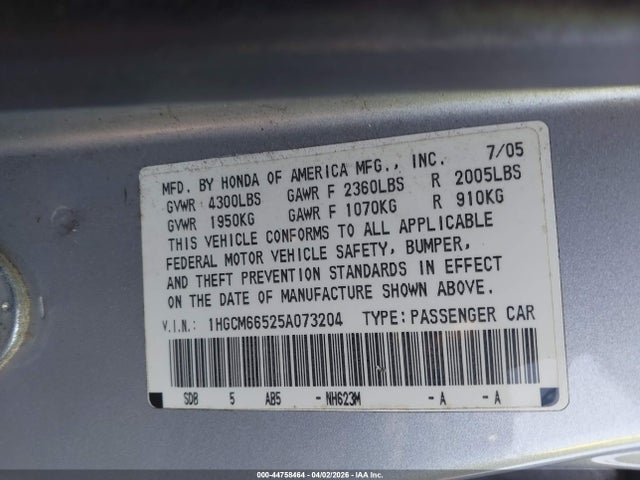 MFD. BY HONDA OF AMERICA MFG., INC. 7/05
GVWR 4300LBS GAWR F 2360LBS R 2005LBS
GVWR 1950KG GAWR F 1070KG R 910KG
THIS VEHICLE CONFORMS TO ALL APPLICABLE
FEDERAL MOTOR VEHICLE SAFETY, BUMPER,
AND THEFT PREVENTION STANDARDS IN EFFECT
ON THE DATE OF MANUFACTURE SHOWN ABOVE.
V.I.N.: 1HGCM66525A073204 TYPE: PASSENGER CAR
SDB 5 AB5 - NH623M - A - A
000-44758464 - 04/02/2026 - IAA Inc.